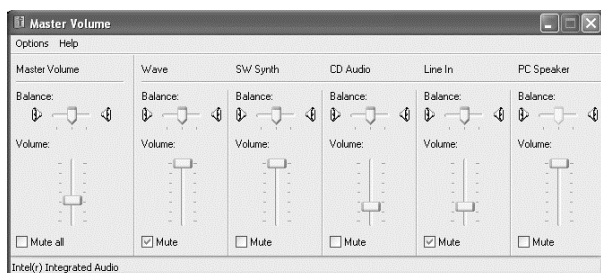 Master Volume
Options Help
Master Volume Wave SW Synth CD Audio Line In PC Speaker
Balance: Balance: Balance: Balance: Balance: Balance:
Volume: Volume: Volume: Volume: Volume: Volume:
Mute all Mute Mute Mute Mute Mute
Intel(r) Integrated Audio